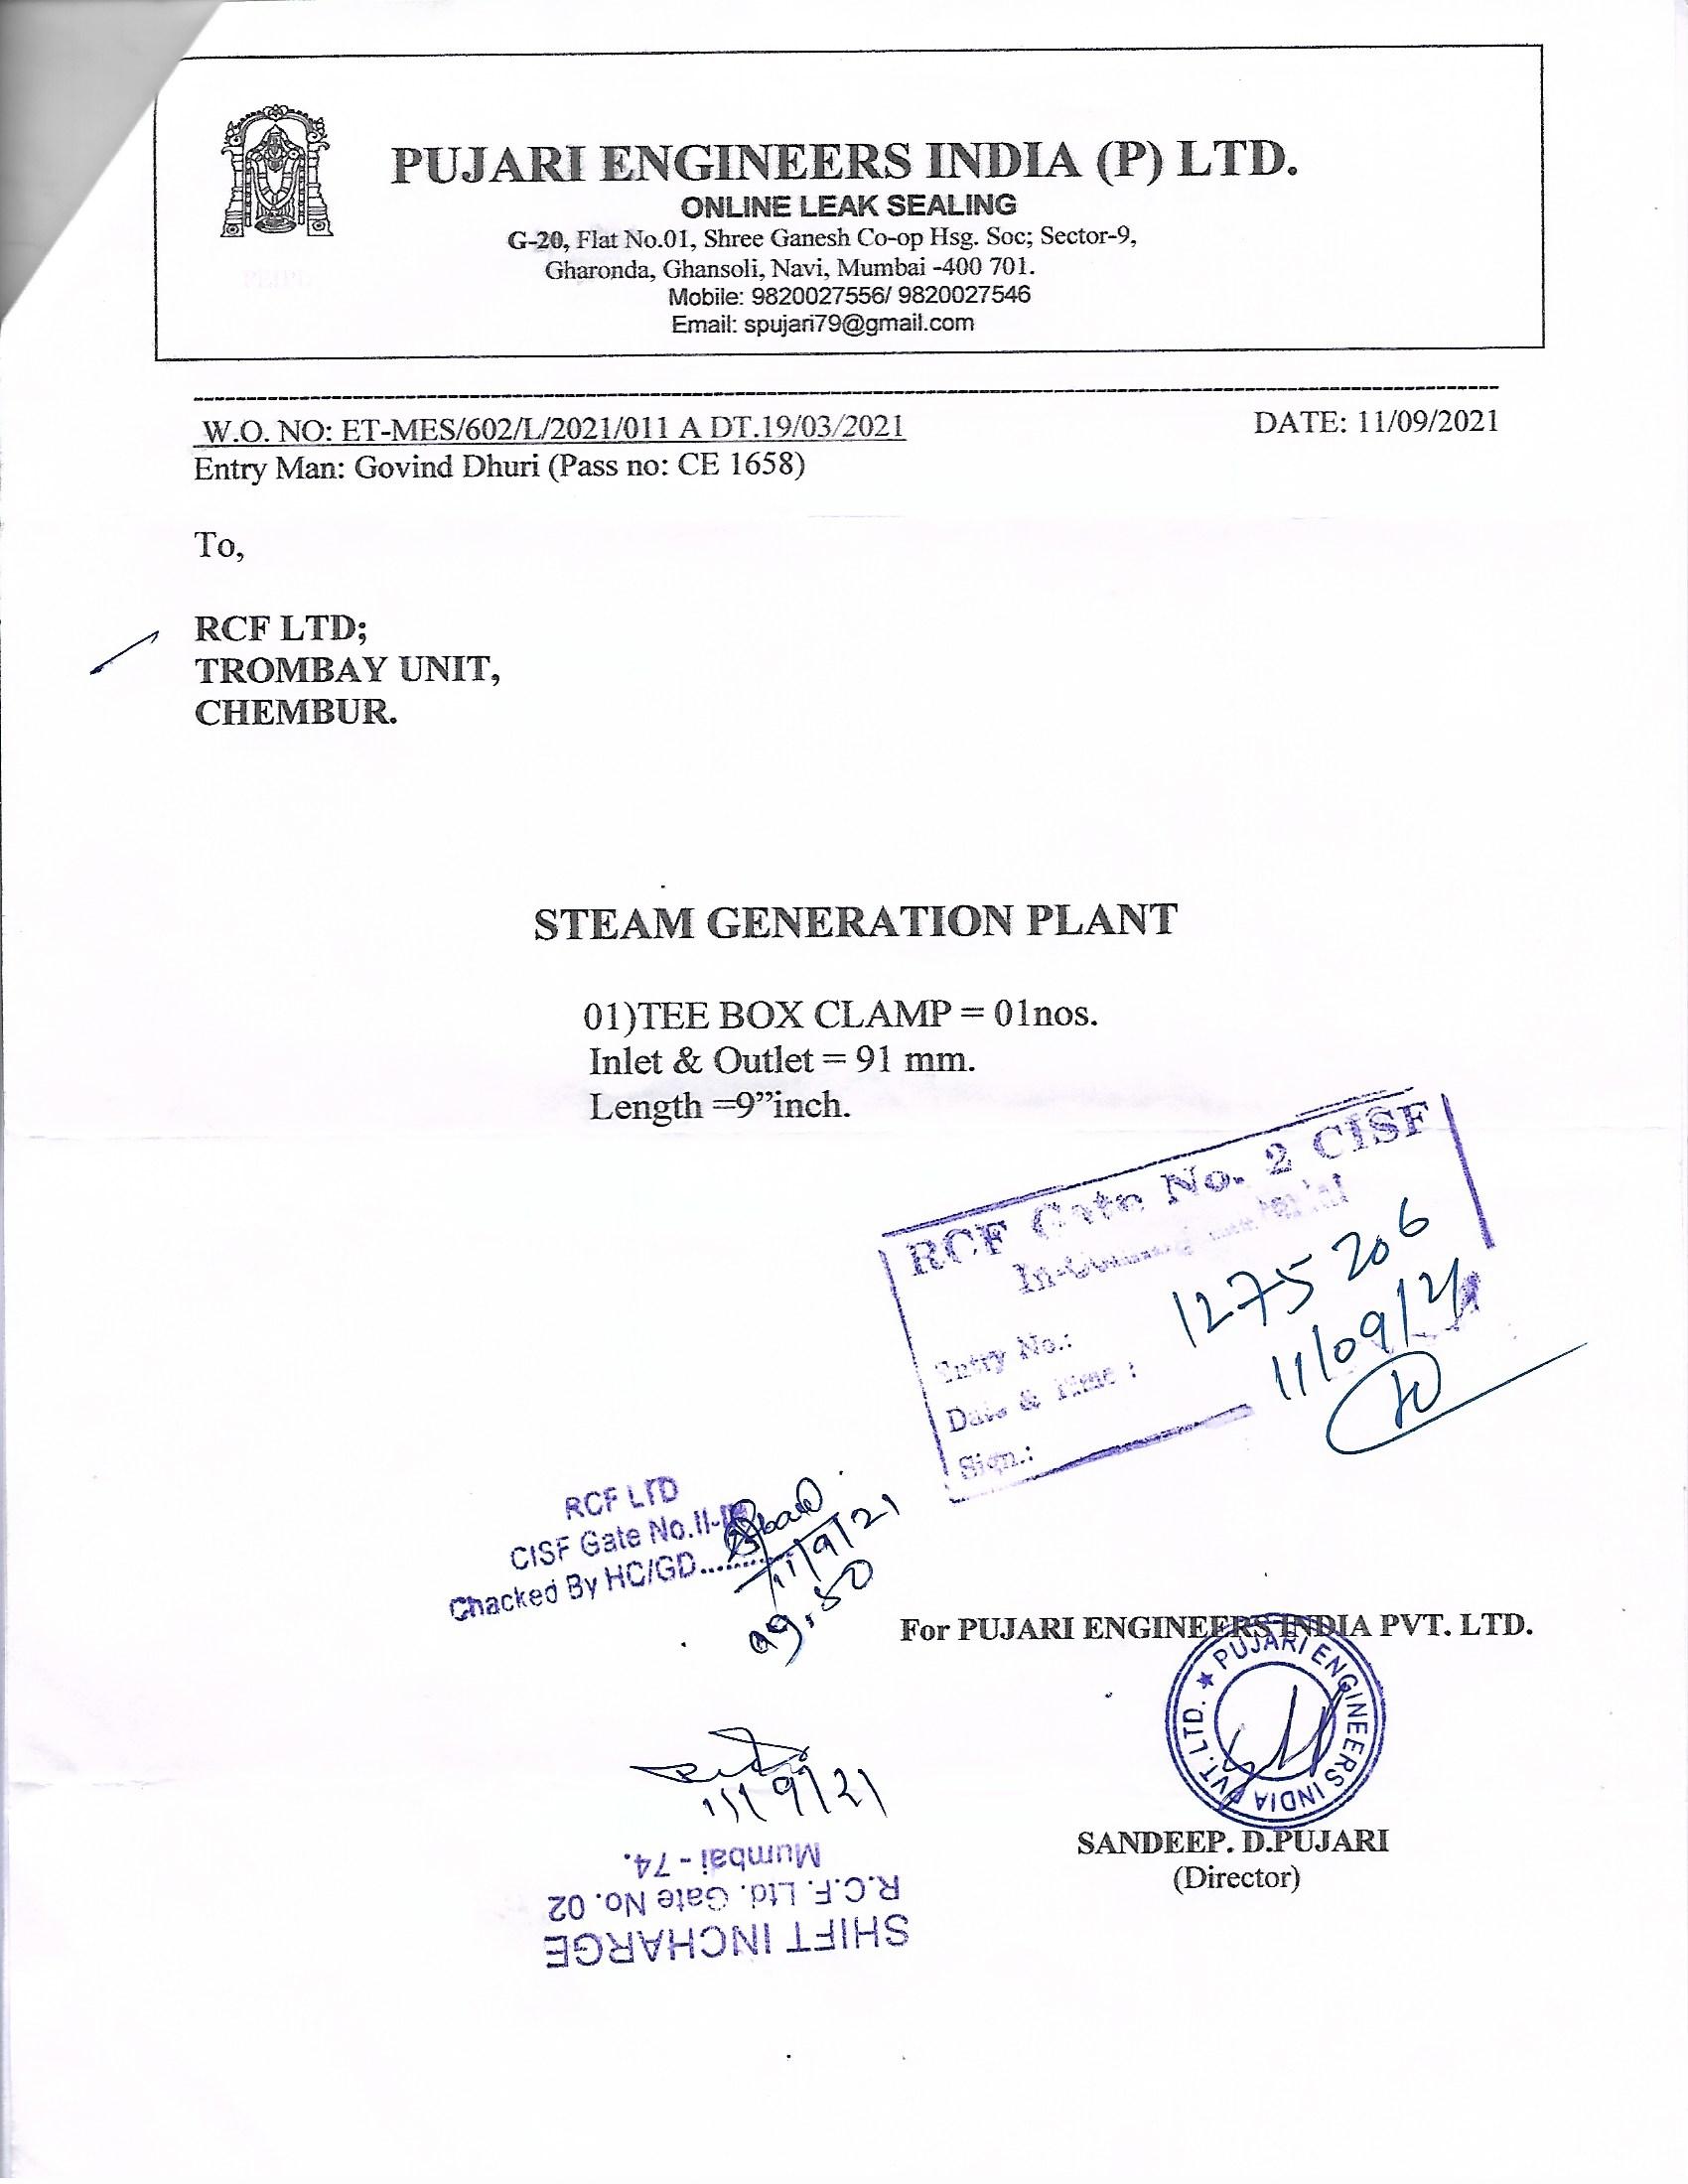 PUJARI ENGINEERS INDIA (P) LTD.
ONLINE LEAK SEALING
G-20, Flat No.01, Shree Ganesh Co-op Hsg. Soc; Sector-9,
Gharonda, Ghansoli, Navi, Mumbai -400 701.
Mobile: 9820027556/ 9820027546
Email: spujari79@gmail.com
W.O. NO: ET-MES/602/L/2021/011 A DT.19/03/2021
DATE: 11/09/2021
Entry Man: Govind Dhuri (Pass no: CE 1658)
To,
RCF LTD;
TROMBAY UNIT,
CHEMBUR.
STEAM GENERATION PLANT
01)TEE BOX CLAMP = 01nos.
Inlet & Outlet = 91 mm.
Length =9”inch.
RCF Gate No. 2 CISF
Entry No.: 1275206
Date & Time : 11/09/21
Sign.:
RCF LTD
CISF Gate No.II-
Chacked By HC/GD.........
11/9/21
09.50
For PUJARI ENGINEERS INDIA PVT. LTD.
★ PUJARI ENGINEERS INDIA PVT. LTD.
11/9/21
SANDEEP. D.PUJARI
(Director)
SHIFT INCHARGE
R.C.F. Ltd. Gate No. 02
Mumbai - 74.